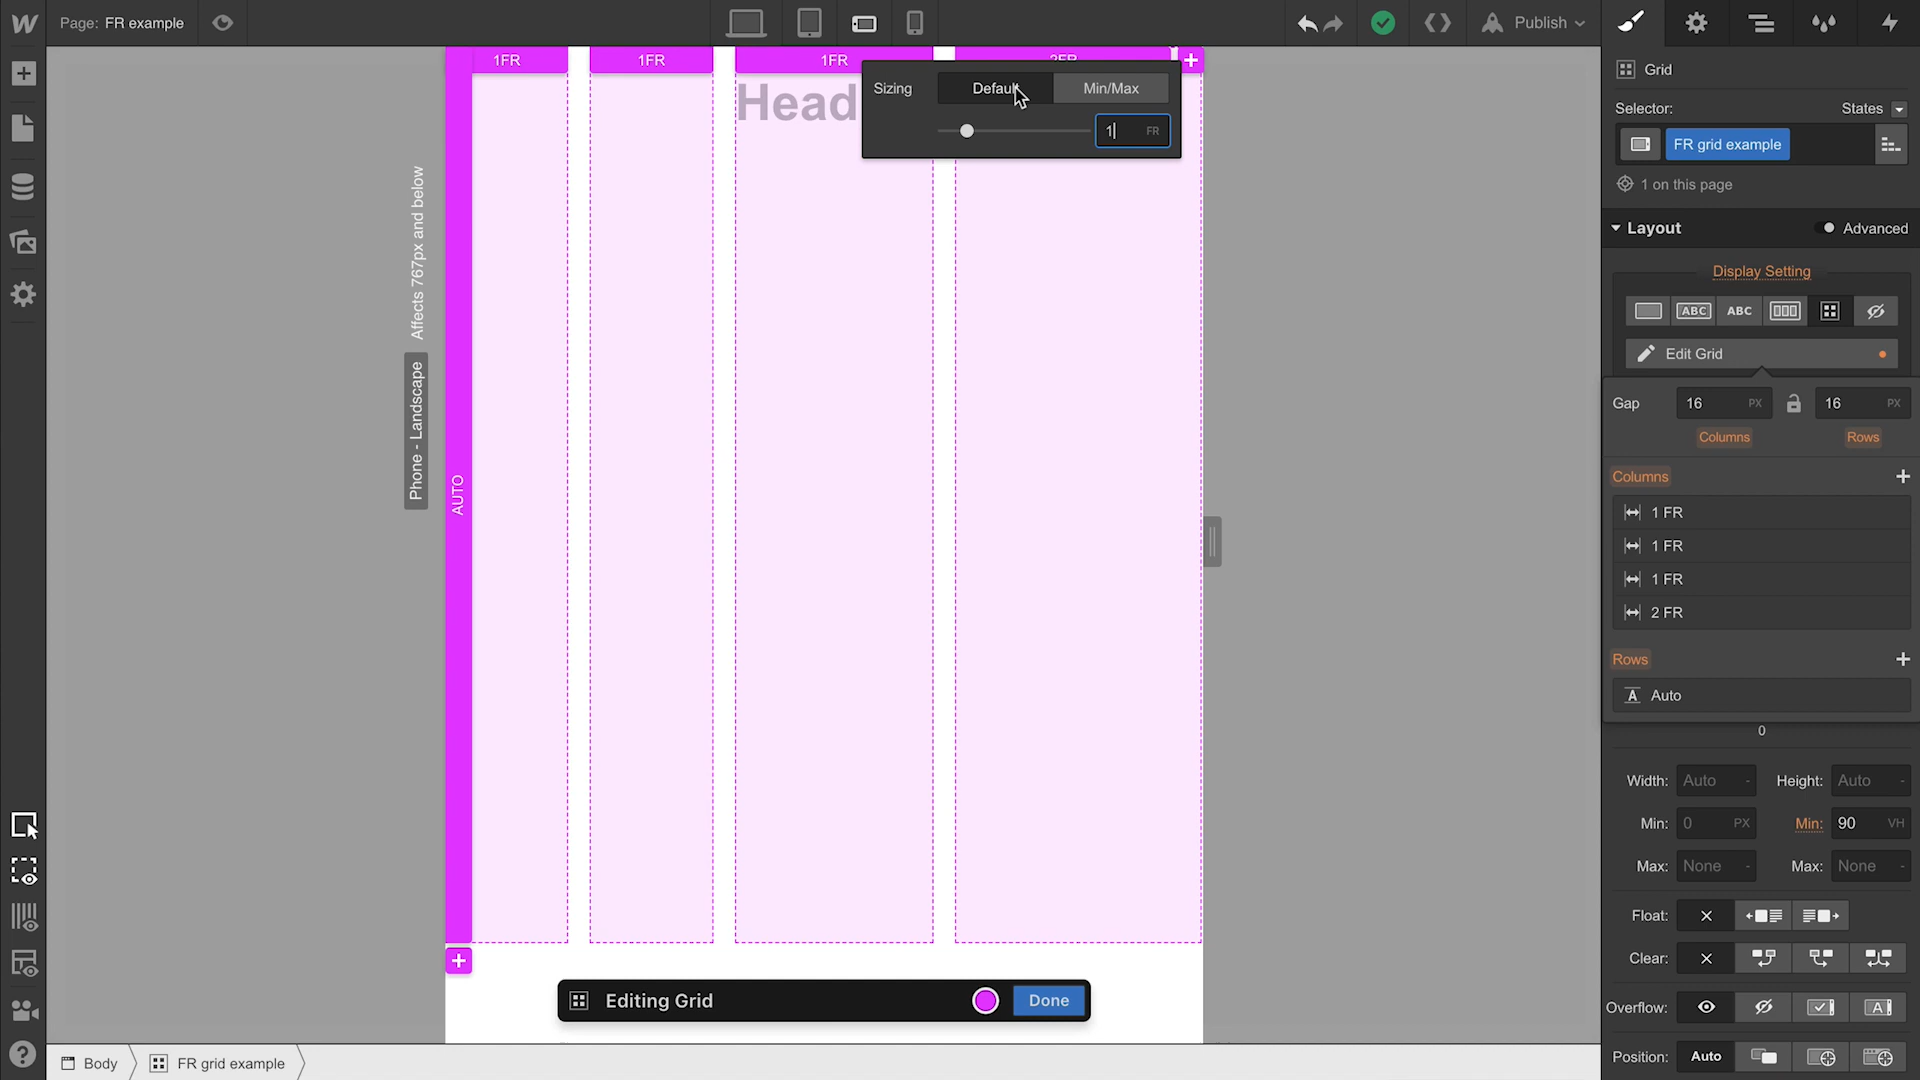 Page: FR example
Publish
1FR
1FR
1FR
2FR
Sizing
Default
Min/Max
1
FR
Head
Affects 767px and below
Phone - Landscape
AUTO
Editing Grid
Done
Body
FR grid example
Grid
Selector:
States
FR grid example
1 on this page
Layout
Advanced
Display Setting
ABC
ABC
Edit Grid
Gap
16 PX
16 PX
Columns
Rows
Columns
1 FR
1 FR
1 FR
2 FR
Rows
A Auto
0
Width: Auto -
Height: Auto -
Min: 0 PX
Min: 90 VH
Max: None -
Max: None -
Float:
Clear:
Overflow:
A
Position:
Auto